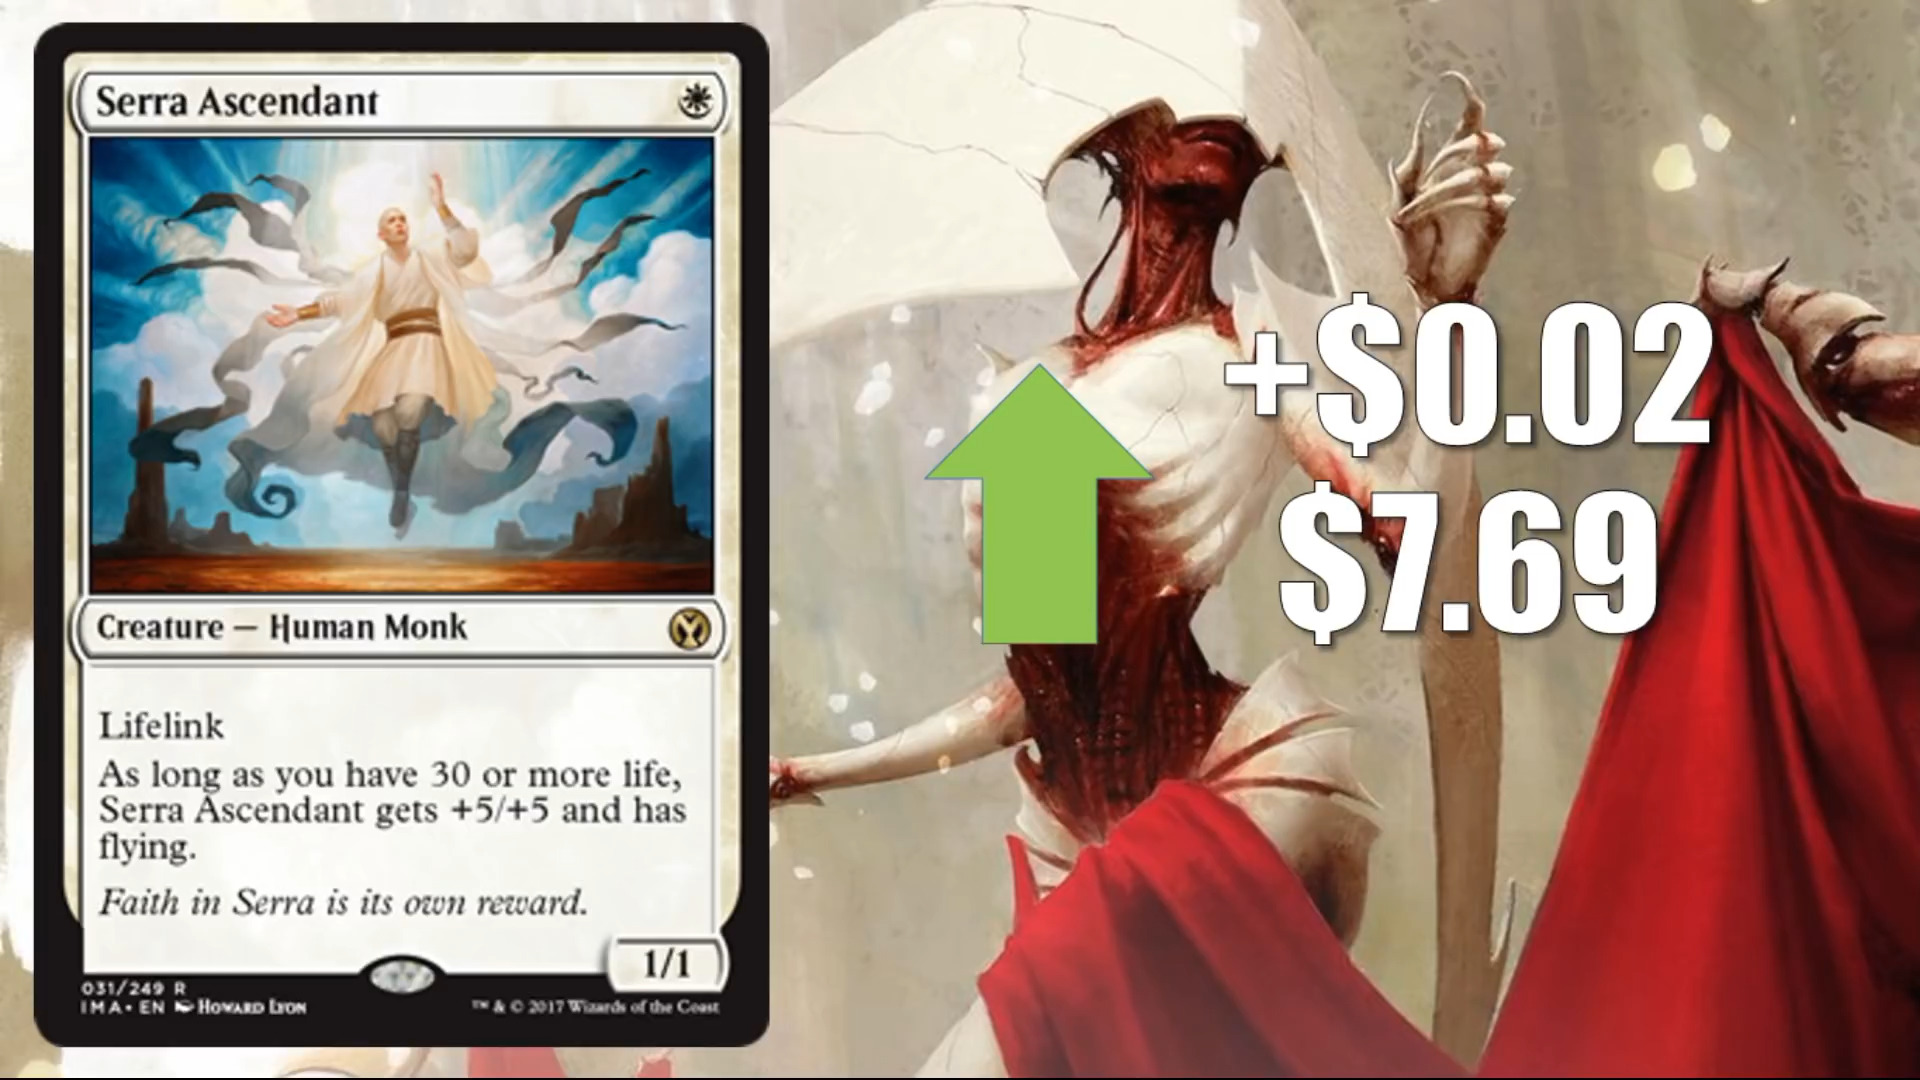 Serra Ascendant
Creature — Human Monk
Lifelink
As long as you have 30 or more life,
Serra Ascendant gets +5/+5 and has
flying.
Faith in Serra is its own reward.
1/1
031/249 R
IMA • EN Howard Lyon
™ & © 2017 Wizards of the Coast
+$0.02
$7.69